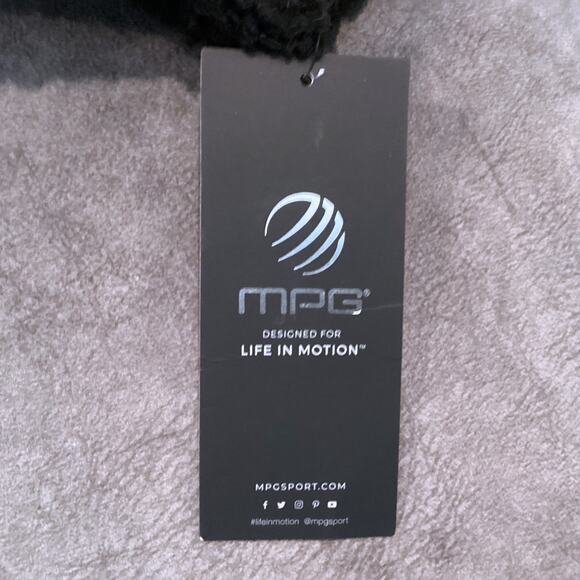 MPG®
DESIGNED FOR
LIFE IN MOTION™
MPGSPORT.COM
#lifeinmotion @mpgsport